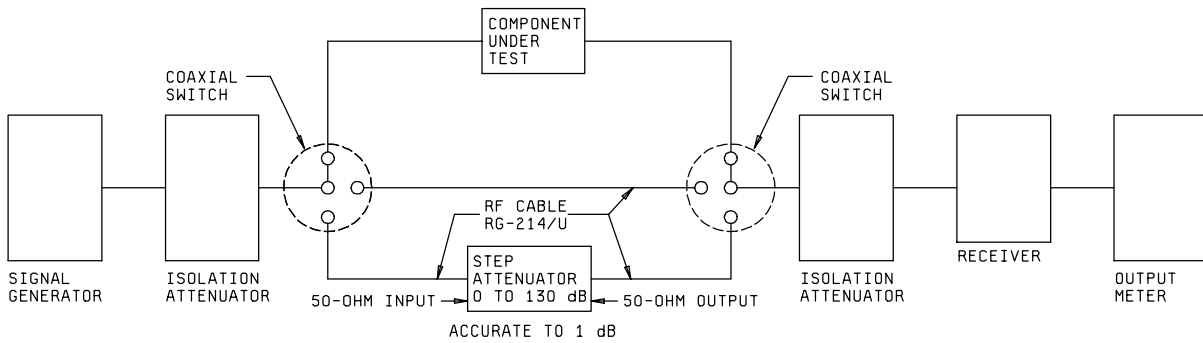 COMPONENT
UNDER
TEST
COAXIAL
SWITCH
COAXIAL
SWITCH
RF CABLE
RG-214/U
STEP
ATTENUATOR
0 TO 130 dB
50-OHM INPUT
50-OHM OUTPUT
ACCURATE TO 1 dB
SIGNAL
GENERATOR
ISOLATION
ATTENUATOR
ISOLATION
ATTENUATOR
RECEIVER
OUTPUT
METER